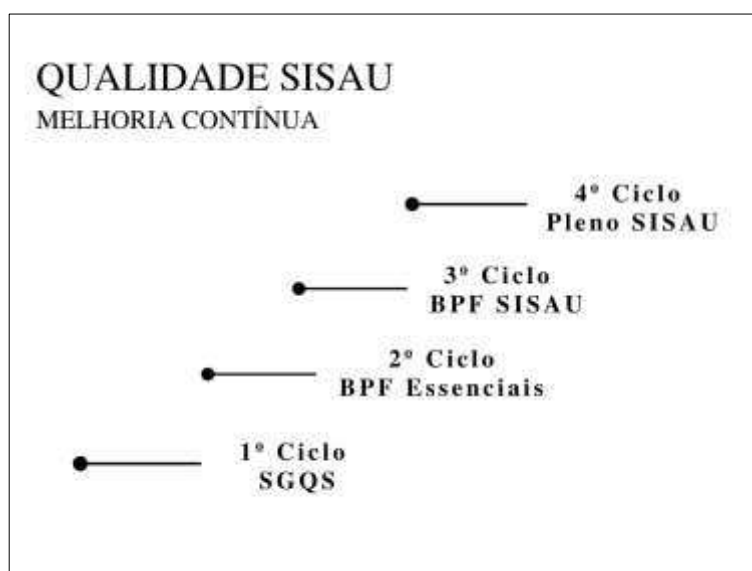 QUALIDADE SISAU
MELHORIA CONTÍNUA
4º Ciclo
Pleno SISAU
3º Ciclo
BPF SISAU
2º Ciclo
BPF Essenciais
1º Ciclo
SGQS